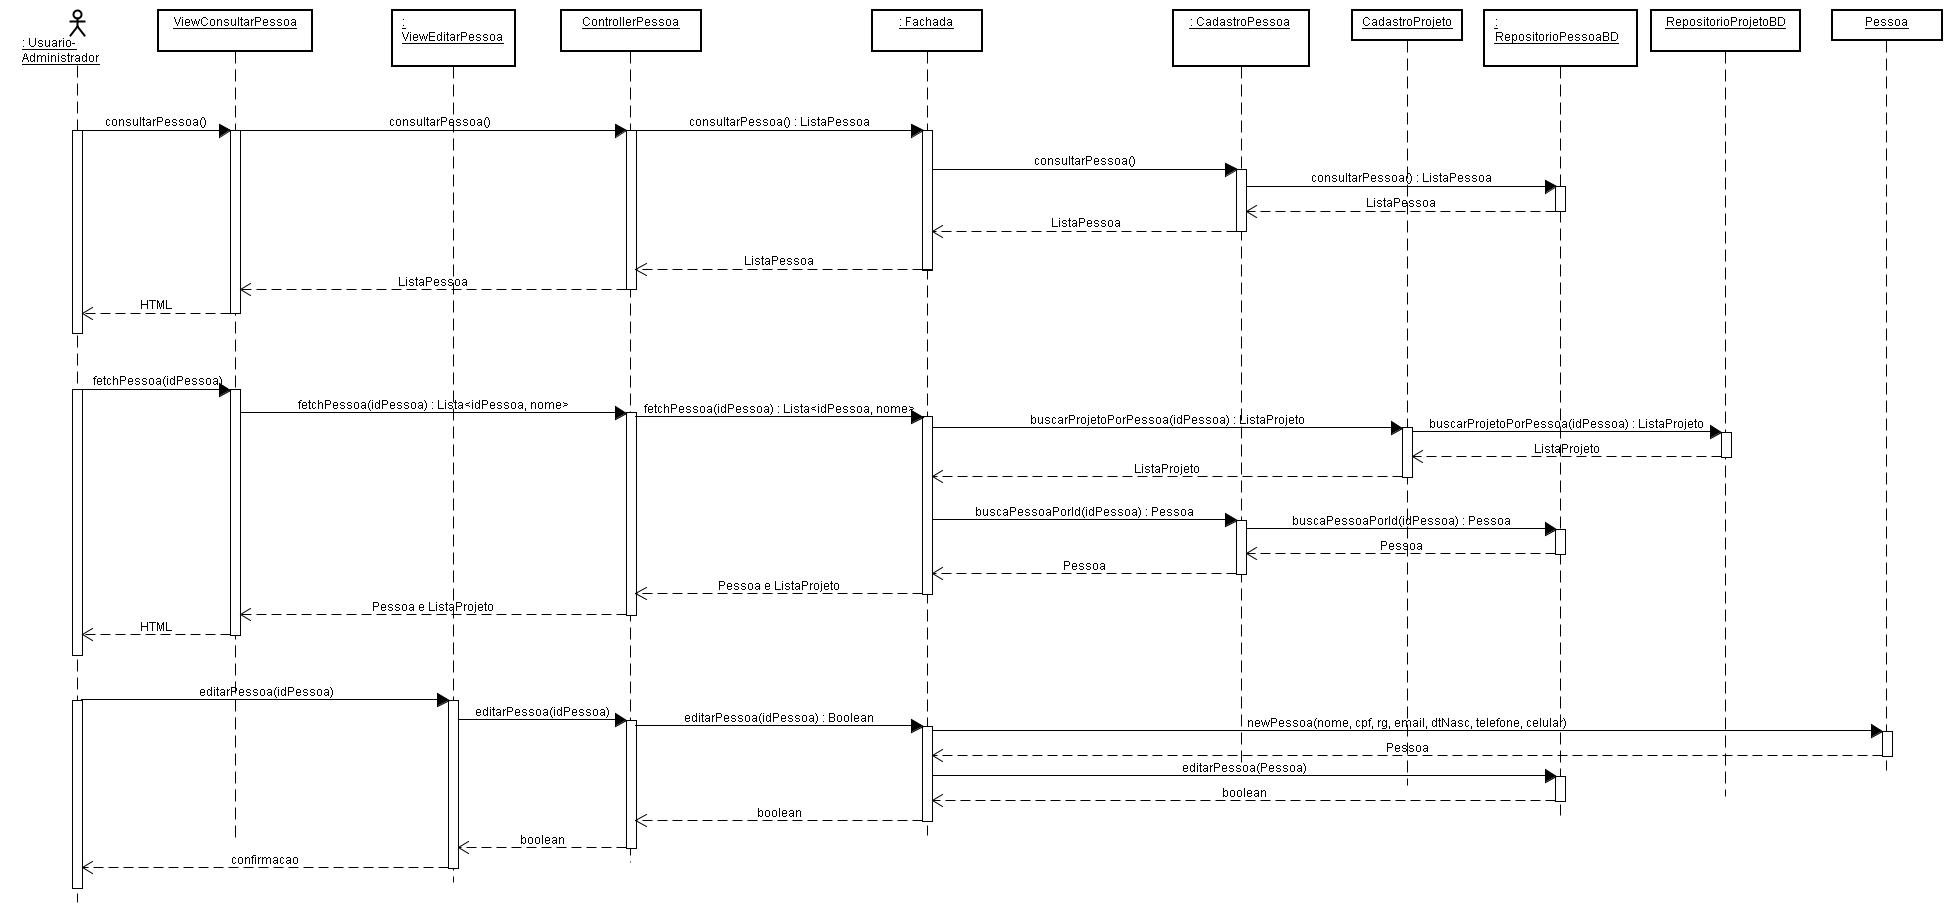 : Usuario-
Administrador
ViewConsultarPessoa
:
ViewEditarPessoa
ControllerPessoa
: Fachada
: CadastroPessoa
CadastroProjeto
:
RepositorioPessoaBD
RepositorioProjetoBD
Pessoa
consultarPessoa()
consultarPessoa()
consultarPessoa() : ListaPessoa
consultarPessoa()
consultarPessoa() : ListaPessoa
ListaPessoa
ListaPessoa
ListaPessoa
ListaPessoa
HTML
fetchPessoa(idPessoa)
fetchPessoa(idPessoa) : Lista<idPessoa, nome>
fetchPessoa(idPessoa) : Lista<idPessoa, nome>
buscarProjetoPorPessoa(idPessoa) : ListaProjeto
buscarProjetoPorPessoa(idPessoa) : ListaProjeto
ListaProjeto
ListaProjeto
buscaPessoaPorId(idPessoa) : Pessoa
buscaPessoaPorId(idPessoa) : Pessoa
Pessoa
Pessoa
Pessoa e ListaProjeto
Pessoa e ListaProjeto
HTML
editarPessoa(idPessoa)
editarPessoa(idPessoa)
editarPessoa(idPessoa) : Boolean
newPessoa(nome, cpf, rg, email, dtNasc, telefone, celular)
Pessoa
editarPessoa(Pessoa)
boolean
boolean
boolean
confirmacao